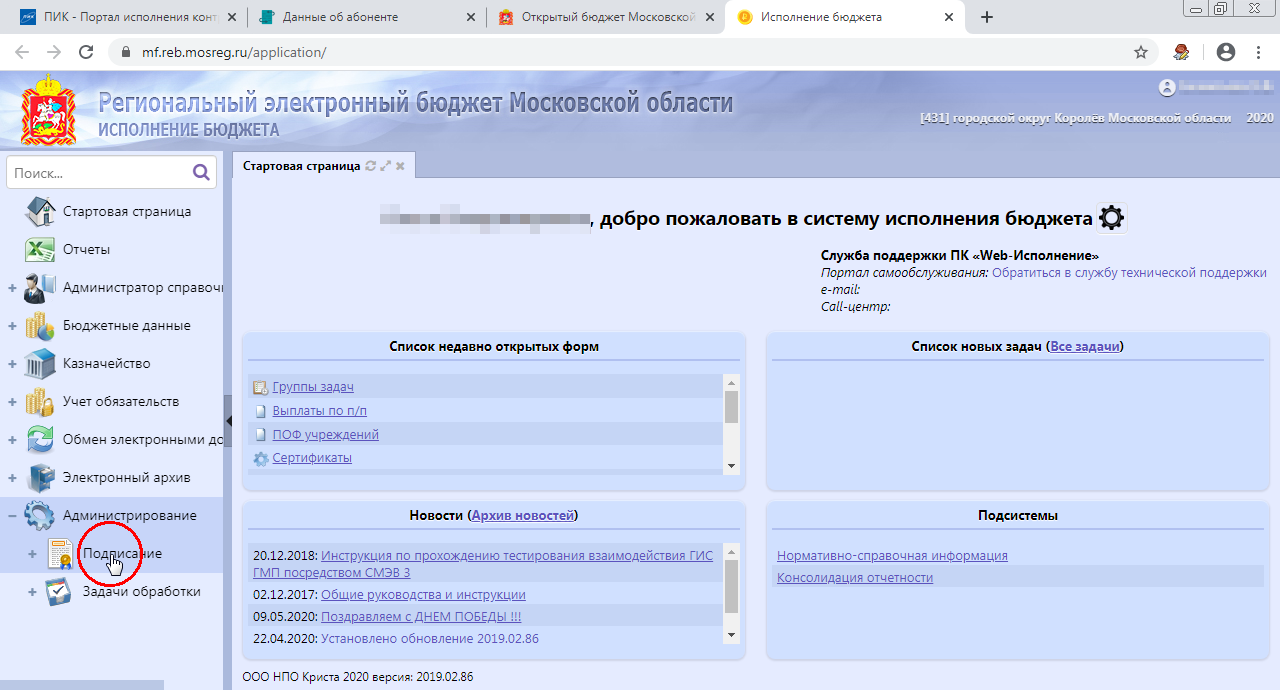 ПИК - Портал исполнения конт
Данные об абоненте
Открытый бюджет Московской
Исполнение бюджета
mf.reb.mosreg.ru/application/
Региональный электронный бюджет Московской области
ИСПОЛНЕНИЕ БЮДЖЕТА
[431] городской округ Королёв Московской области 2020
Поиск...
Стартовая страница
Отчеты
Администратор справоч
Бюджетные данные
Казначейство
Учет обязательств
Обмен электронными до
Электронный архив
Администрирование
Подписание
Задачи обработки
Стартовая страница
, добро пожаловать в систему исполнения бюджета
Служба поддержки ПК «Web-Исполнение»
Портал самообслуживания: Обратиться в службу технической поддержки
e-mail:
Call-центр:
Список недавно открытых форм
Группы задач
Выплаты по п/п
ПОФ учреждений
Сертификаты
Список новых задач (Все задачи)
Новости (Архив новостей)
20.12.2018: Инструкция по прохождению тестирования взаимодействия ГИС
ГМП посредством СМЭВ 3
02.12.2017: Общие руководства и инструкции
09.05.2020: Поздравляем с ДНЕМ ПОБЕДЫ !!!
22.04.2020: Установлено обновление 2019.02.86
Подсистемы
Нормативно-справочная информация
Консолидация отчетности
ООО НПО Криста 2020 версия: 2019.02.86